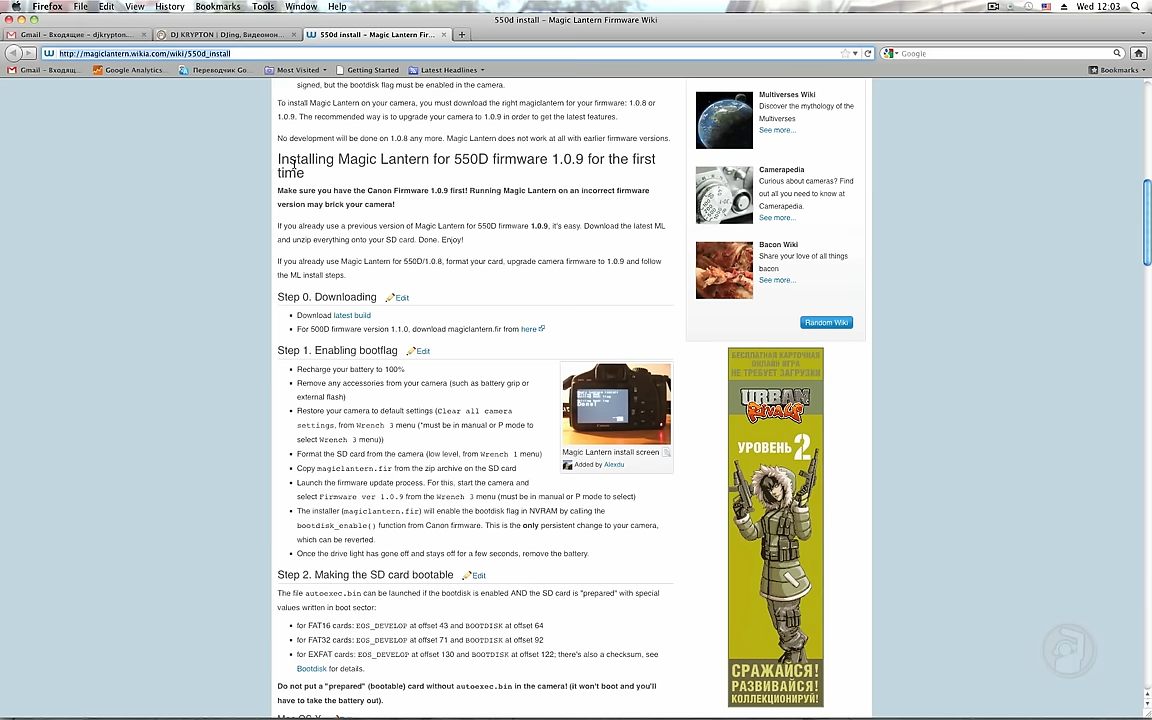 Firefox File Edit View History Bookmarks Tools Window Help Wed 12:03
550d install – Magic Lantern Firmware Wiki
Gmail – Входящие – djkrypton.... DJ KRYPTON | DJing, Видеомон... 550d install – Magic Lantern Fir...
http://magiclantern.wikia.com/wiki/550d_install Google
Gmail – Входящ... Google Analytics... Переводчик Go... Most Visited Getting Started Latest Headlines Bookmarks
signed, but the bootdisk flag must be enabled in the camera.
To install Magic Lantern on your camera, you must download the right magiclantern for your firmware: 1.0.8 or
1.0.9. The recommended way is to upgrade your camera to 1.0.9 in order to get the latest features.
No development will be done on 1.0.8 any more. Magic Lantern does not work at all with earlier firmware versions.
Installing Magic Lantern for 550D firmware 1.0.9 for the first
time
Make sure you have the Canon Firmware 1.0.9 first! Running Magic Lantern on an incorrect firmware
version may brick your camera!
If you already use a previous version of Magic Lantern for 550D firmware 1.0.9, it's easy. Download the latest ML
and unzip everything onto your SD card. Done. Enjoy!
If you already use Magic Lantern for 550D/1.0.8, format your card, upgrade camera firmware to 1.0.9 and follow
the ML install steps.
Step 0. Downloading Edit
Download latest build
For 500D firmware version 1.1.0, download magiclantern.fir from here
Step 1. Enabling bootflag Edit
Recharge your battery to 100%
Remove any accessories from your camera (such as battery grip or
external flash)
Restore your camera to default settings (Clear all camera
settings, from Wrench 3 menu (*must be in manual or P mode to
select Wrench 3 menu))
Format the SD card from the camera (low level, from Wrench 1 menu)
Copy magiclantern.fir from the zip archive on the SD card
Launch the firmware update process. For this, start the camera and
select Firmware ver 1.0.9 from the Wrench 3 menu (must be in manual or P mode to select)
The installer (magiclantern.fir) will enable the bootdisk flag in NVRAM by calling the
bootdisk_enable() function from Canon firmware. This is the only persistent change to your camera,
which can be reverted.
Once the drive light has gone off and stays off for a few seconds, remove the battery.
Magic Lantern install screen
Added by Alexdu
Step 2. Making the SD card bootable Edit
The file autoexec.bin can be launched if the bootdisk is enabled AND the SD card is "prepared" with special
values written in boot sector:
for FAT16 cards: EOS_DEVELOP at offset 43 and BOOTDISK at offset 64
for FAT32 cards: EOS_DEVELOP at offset 71 and BOOTDISK at offset 92
for EXFAT cards: EOS_DEVELOP at offset 130 and BOOTDISK at offset 122; there's also a checksum, see
Bootdisk for details.
Do not put a "prepared" (bootable) card without autoexec.bin in the camera! (it won't boot and you'll
have to take the battery out).
Multiverses Wiki
Discover the mythology of the
Multiverses
See more...
Camerapedia
Curious about cameras? Find
out all you need to know at
Camerapedia.
See more...
Bacon Wiki
Share your love of all things
bacon
See more...
Random Wiki
БЕСПЛАТНАЯ КАРТОЧНАЯ
ОНЛАЙН ИГРА
НЕ ТРЕБУЕТ ЗАГРУЗКИ
URBAN
RIVALS
УРОВЕНЬ 2
СРАЖАЙСЯ!
РАЗВИВАЙСЯ!
КОЛЛЕКЦИОНИРУЙ!